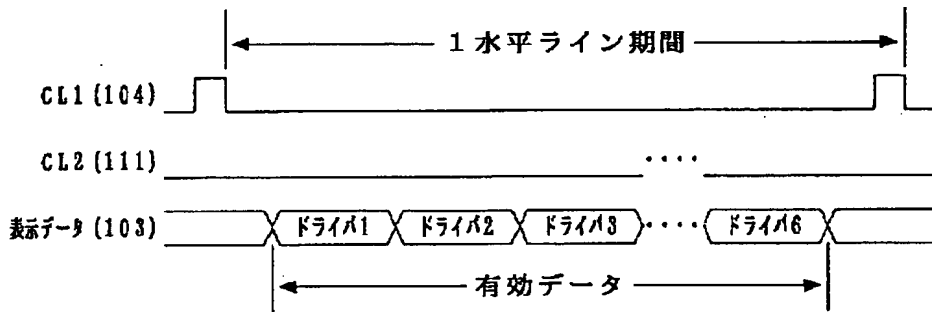 1水平ライン期間
CL1(104)
CL2(111)
････
表示データ(103) ドライバ1 ドライバ2 ドライバ3 ････ ドライバ6
有効データ